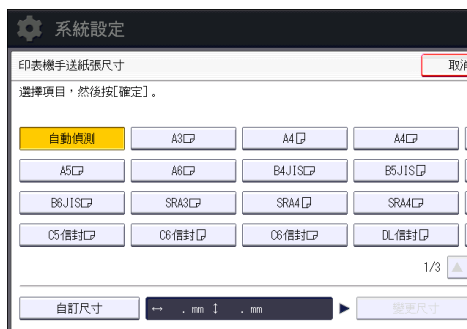 系統設定
印表機手送紙張尺寸 取消
選擇項目,然後按[確定]。
自動偵測 A3 A4 A4
A5 A6 B4JIS B5JIS
B6JIS SRA3 SRA4 SRA4
C5信封 C6信封 C6信封 DL信封
1/3
自訂尺寸 ↔ . mm ↕ . mm 變更尺寸